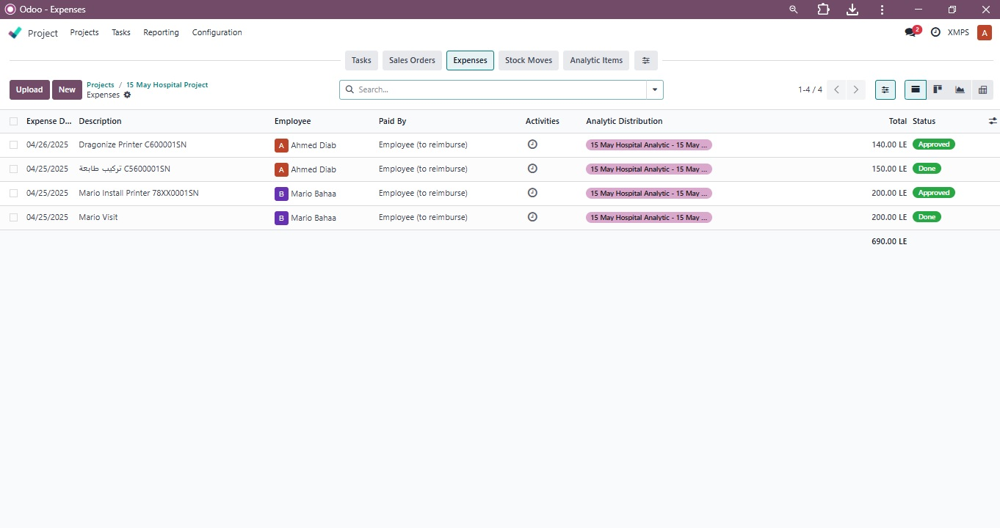 Odoo - Expenses
Project Projects Tasks Reporting Configuration 2 XMPS A
Tasks Sales Orders Expenses Stock Moves Analytic Items
Upload New Projects / 15 May Hospital Project
Expenses
Search...
1-4 / 4
Expense D... Description Employee Paid By Activities Analytic Distribution Total Status
04/26/2025 Dragonize Printer C600001SN A Ahmed Diab Employee (to reimburse) 15 May Hospital Analytic - 15 May ... 140.00 LE Approved
04/25/2025 تركيب طابعة C5600001SN A Ahmed Diab Employee (to reimburse) 15 May Hospital Analytic - 15 May ... 150.00 LE Done
04/25/2025 Mario Install Printer 78XX0001SN B Mario Bahaa Employee (to reimburse) 15 May Hospital Analytic - 15 May ... 200.00 LE Approved
04/25/2025 Mario Visit B Mario Bahaa Employee (to reimburse) 15 May Hospital Analytic - 15 May ... 200.00 LE Done
690.00 LE